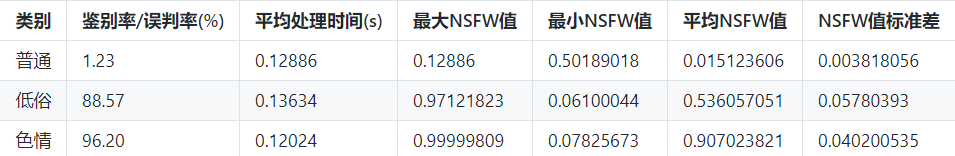 类别 鉴别率/误判率(%) 平均处理时间(s) 最大NSFW值 最小NSFW值 平均NSFW值 NSFW值标准差
普通 1.23 0.12886 0.12886 0.50189018 0.015123606 0.003818056
低俗 88.57 0.13634 0.97121823 0.06100044 0.536057051 0.05780393
色情 96.20 0.12024 0.99999809 0.07825673 0.907023821 0.040200535